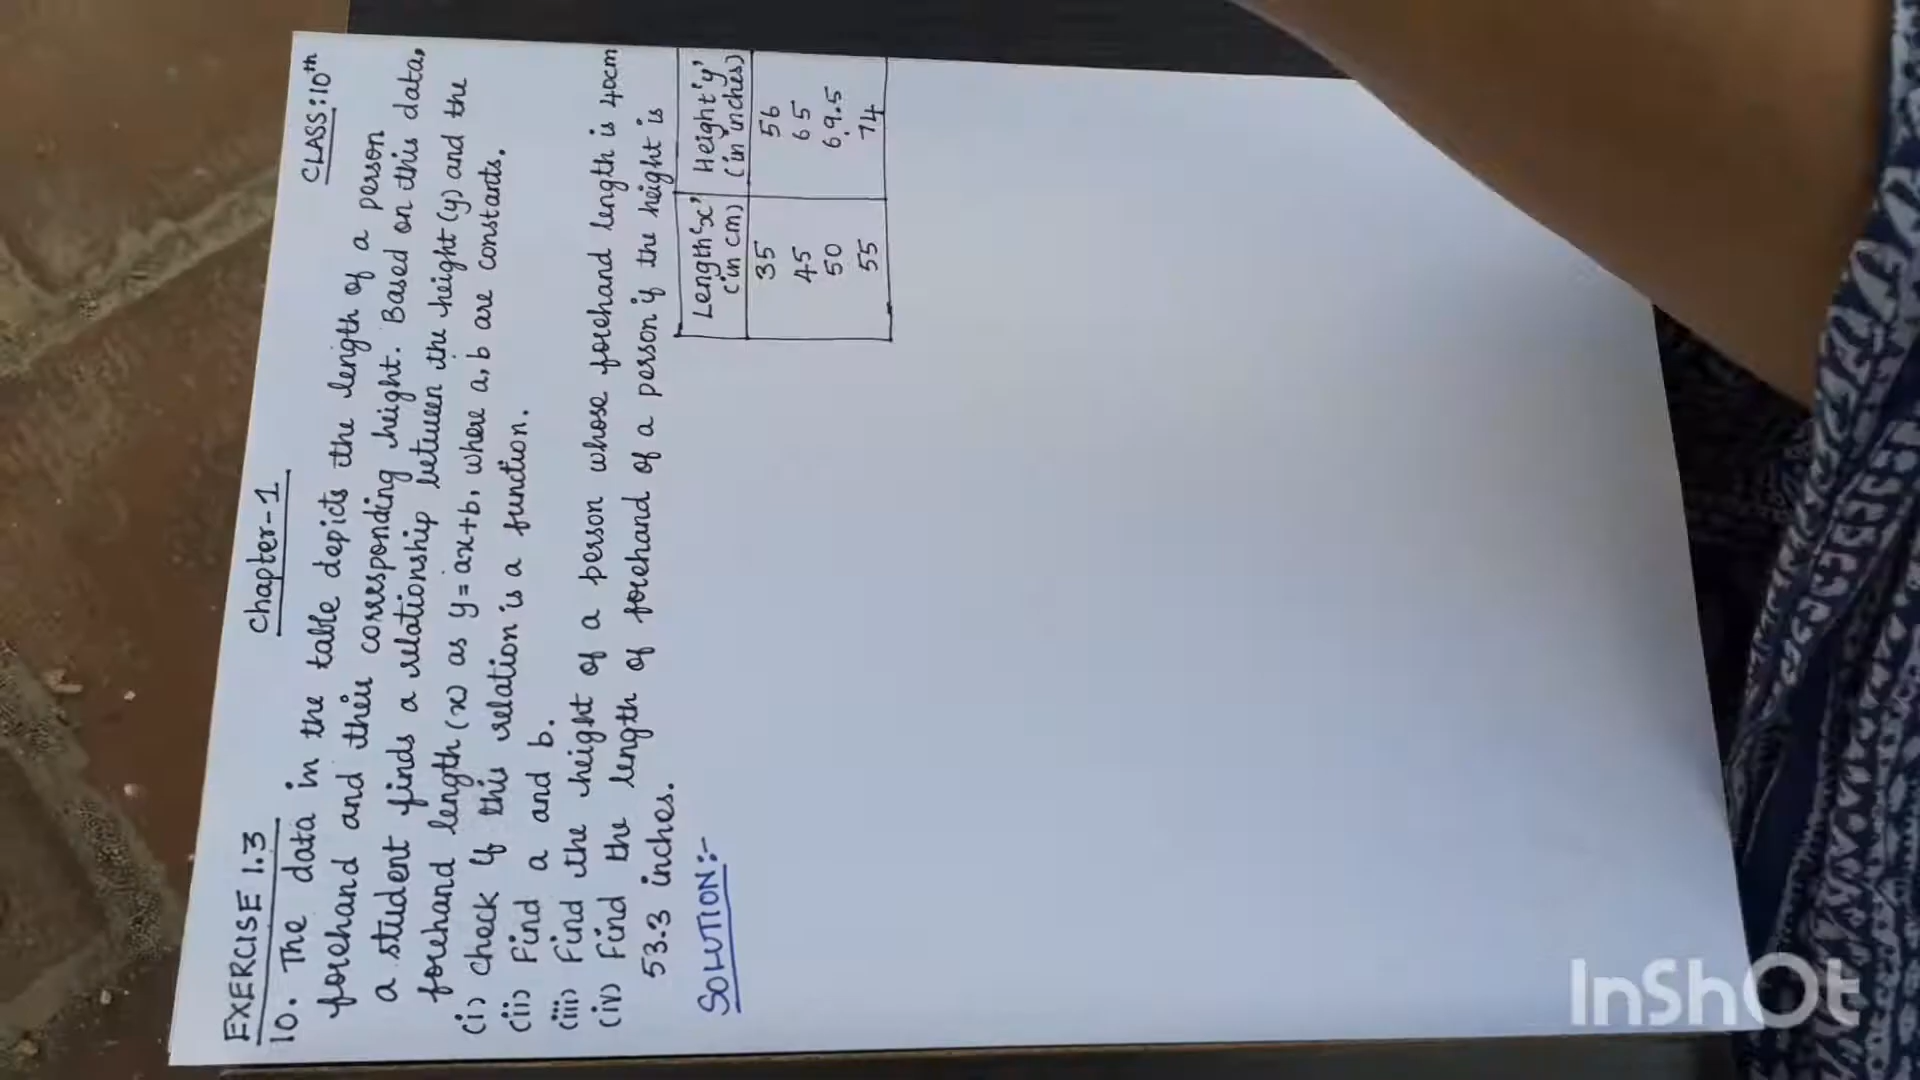 EXERCISE 1.3 Chapter-1 CLASS:10th
10. The data in the table depicts the length of a person
forehand and their corresponding height. Based on this data,
a student finds a relationship between the height (y) and the
forehand length (x) as y = ax+b, where a, b are constants.
(i) check if this relation is a function.
(ii) Find a and b.
(iii) Find the height of a person whose forehand length is 40cm
(iv) Find the length of forehand of a person if the height is
53.3 inches.
Length 'x' Height 'y'
(in cm) (in inches)
35 56
45 65
50 69.5
55 74
SOLUTION:-
InShOt